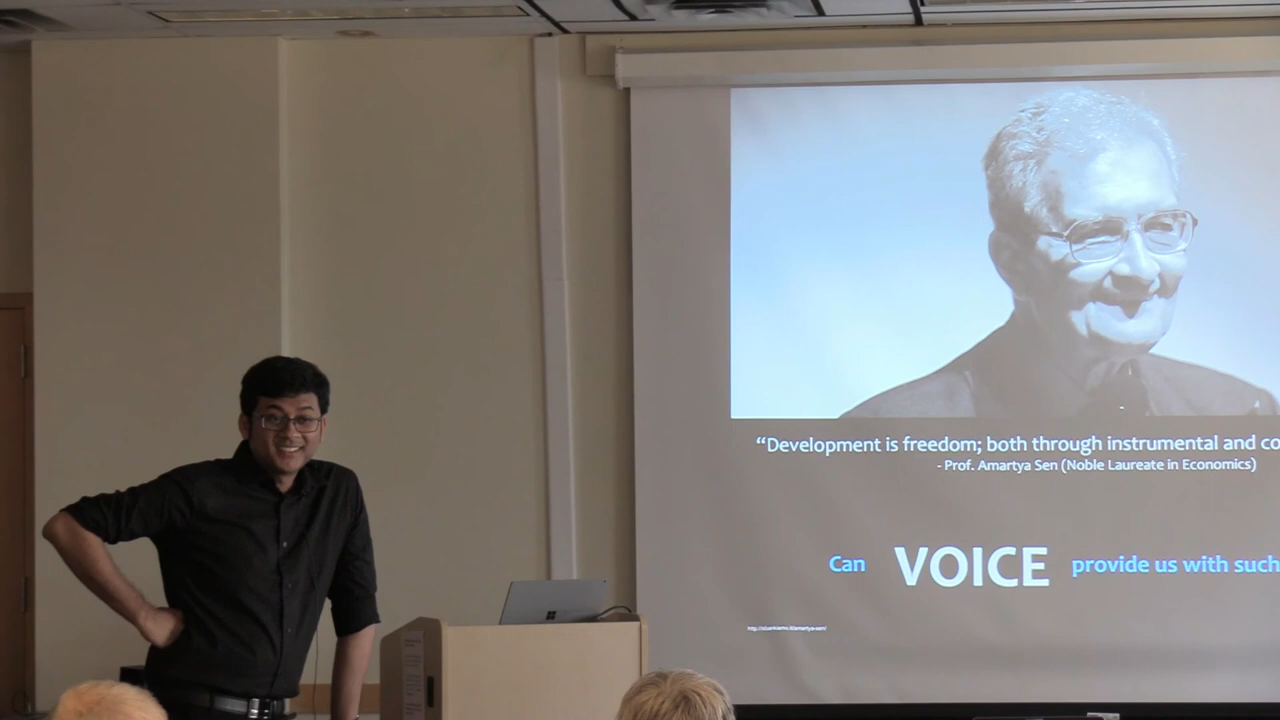 “Development is freedom; both through instrumental and co
- Prof. Amartya Sen (Noble Laureate in Economics)
Can VOICE provide us with such